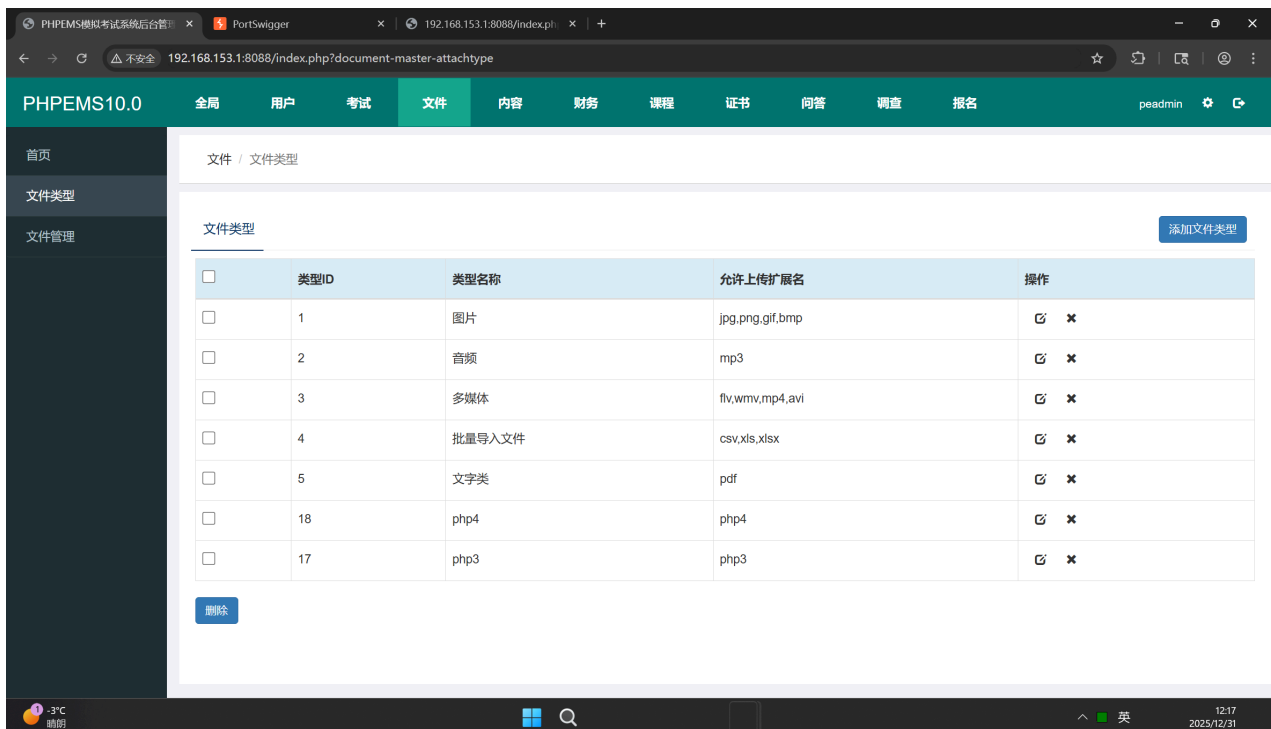 PHPEMS模拟考试系统后台管理
PortSwigger
192.168.153.1:8088/index.ph
不安全 192.168.153.1:8088/index.php?document-master-attachtype
PHPEMS10.0 全局 用户 考试 文件 内容 财务 课程 证书 问答 调查 报名 peadmin
首页
文件类型
文件管理
文件 / 文件类型
文件类型 添加文件类型
类型ID 类型名称 允许上传扩展名 操作
1 图片 jpg,png,gif,bmp
2 音频 mp3
3 多媒体 flv,wmv,mp4,avi
4 批量导入文件 csv,xls,xlsx
5 文字类 pdf
18 php4 php4
17 php3 php3
删除
1 -3°C
晴朗
英
12:17
2025/12/31